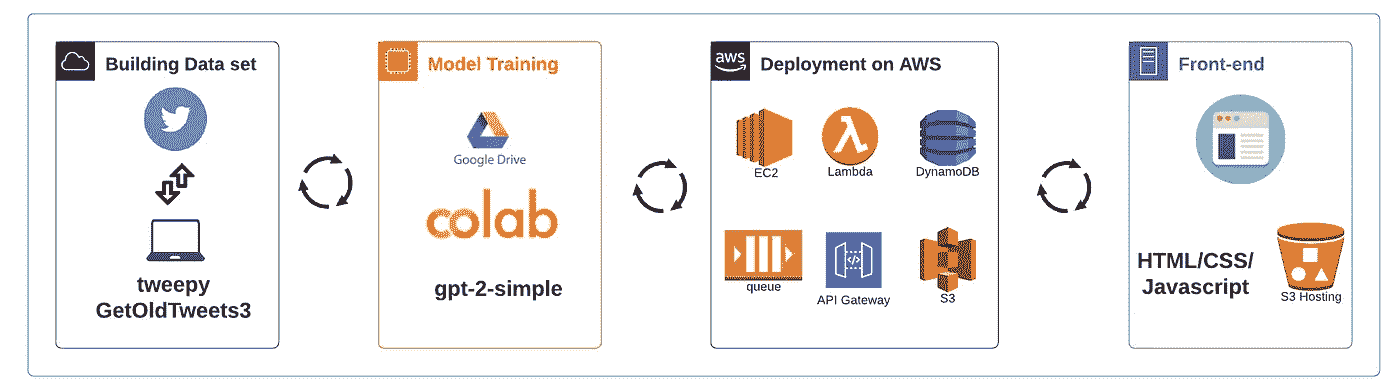 Building Data set
tweepy
GetOldTweets3
Model Training
Google Drive
colab
gpt-2-simple
aws
Deployment on AWS
EC2
Lambda
DynamoDB
queue
API Gateway
S3
Front-end
HTML/CSS/
Javascript
S3 Hosting